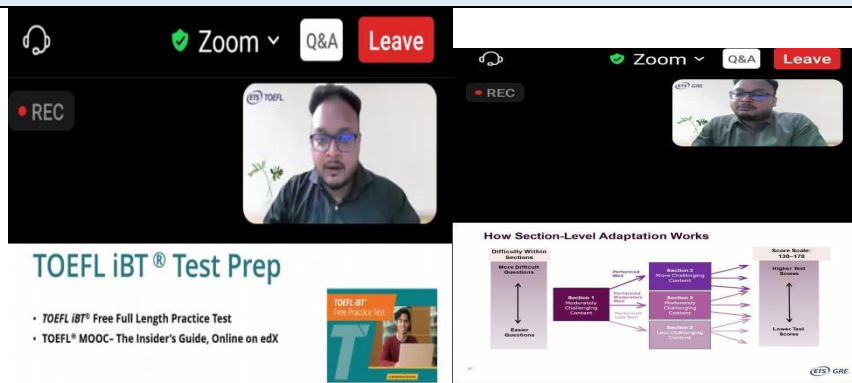 Zoom
Q&A
Leave
REC
ETS TOEFL
TOEFL iBT® Test Prep
• TOEFL iBT® Free Full Length Practice Test
• TOEFL® MOOC– The Insider's Guide, Online on edX
TOEFL iBT®
Free Practice Test
Zoom
Q&A
Leave
REC
ETS GRE
How Section-Level Adaptation Works
Difficulty Within
Sections
More Difficult
Questions
Easier
Questions
Section 1
Moderately
Challenging
Content
Performed
Well
Performed
Moderately
Well
Performed
Less Well
Section 2
More Challenging
Content
Section 2
Moderately
Challenging
Content
Section 2
Less Challenging
Content
Score Scale:
130–170
Higher Test
Scores
Lower Test
Scores
ETS GRE